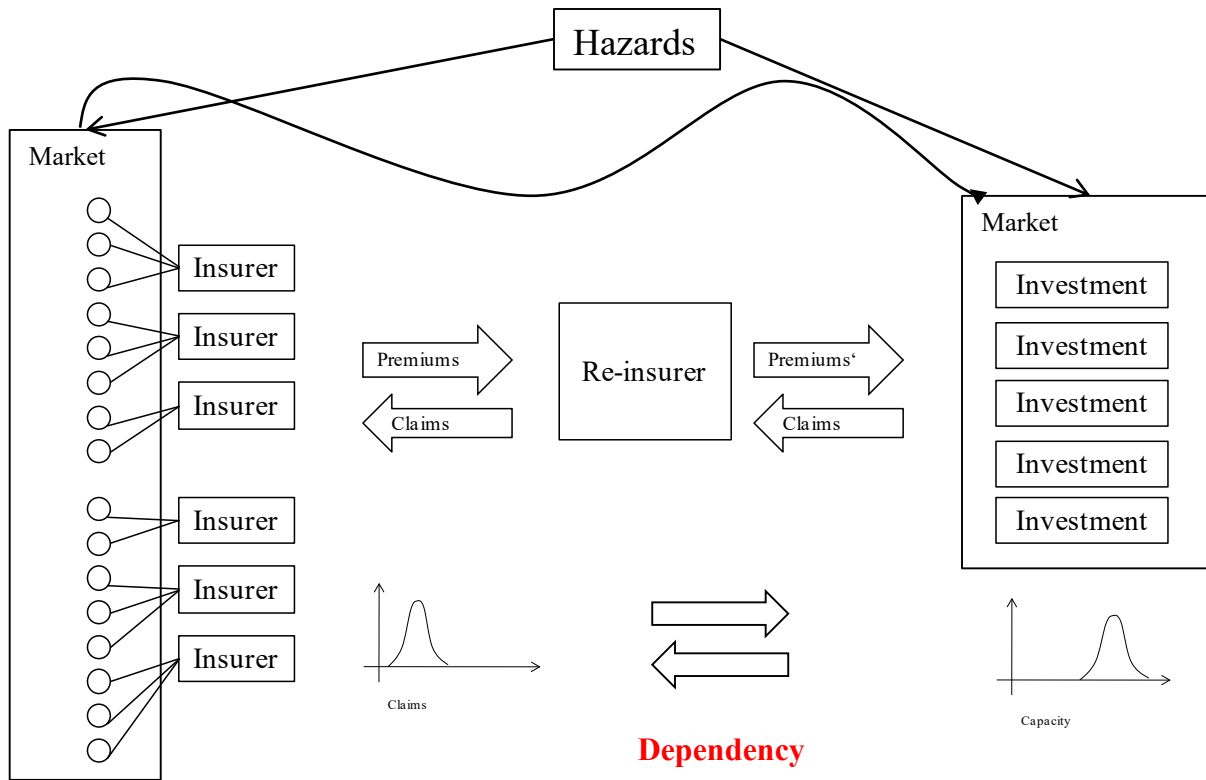 Hazards
Market
Market
Insurer
Insurer
Insurer
Insurer
Insurer
Insurer
Premiums
Claims
Re-insurer
Premiums‘
Claims
Investment
Investment
Investment
Investment
Investment
Claims
Capacity
Dependency